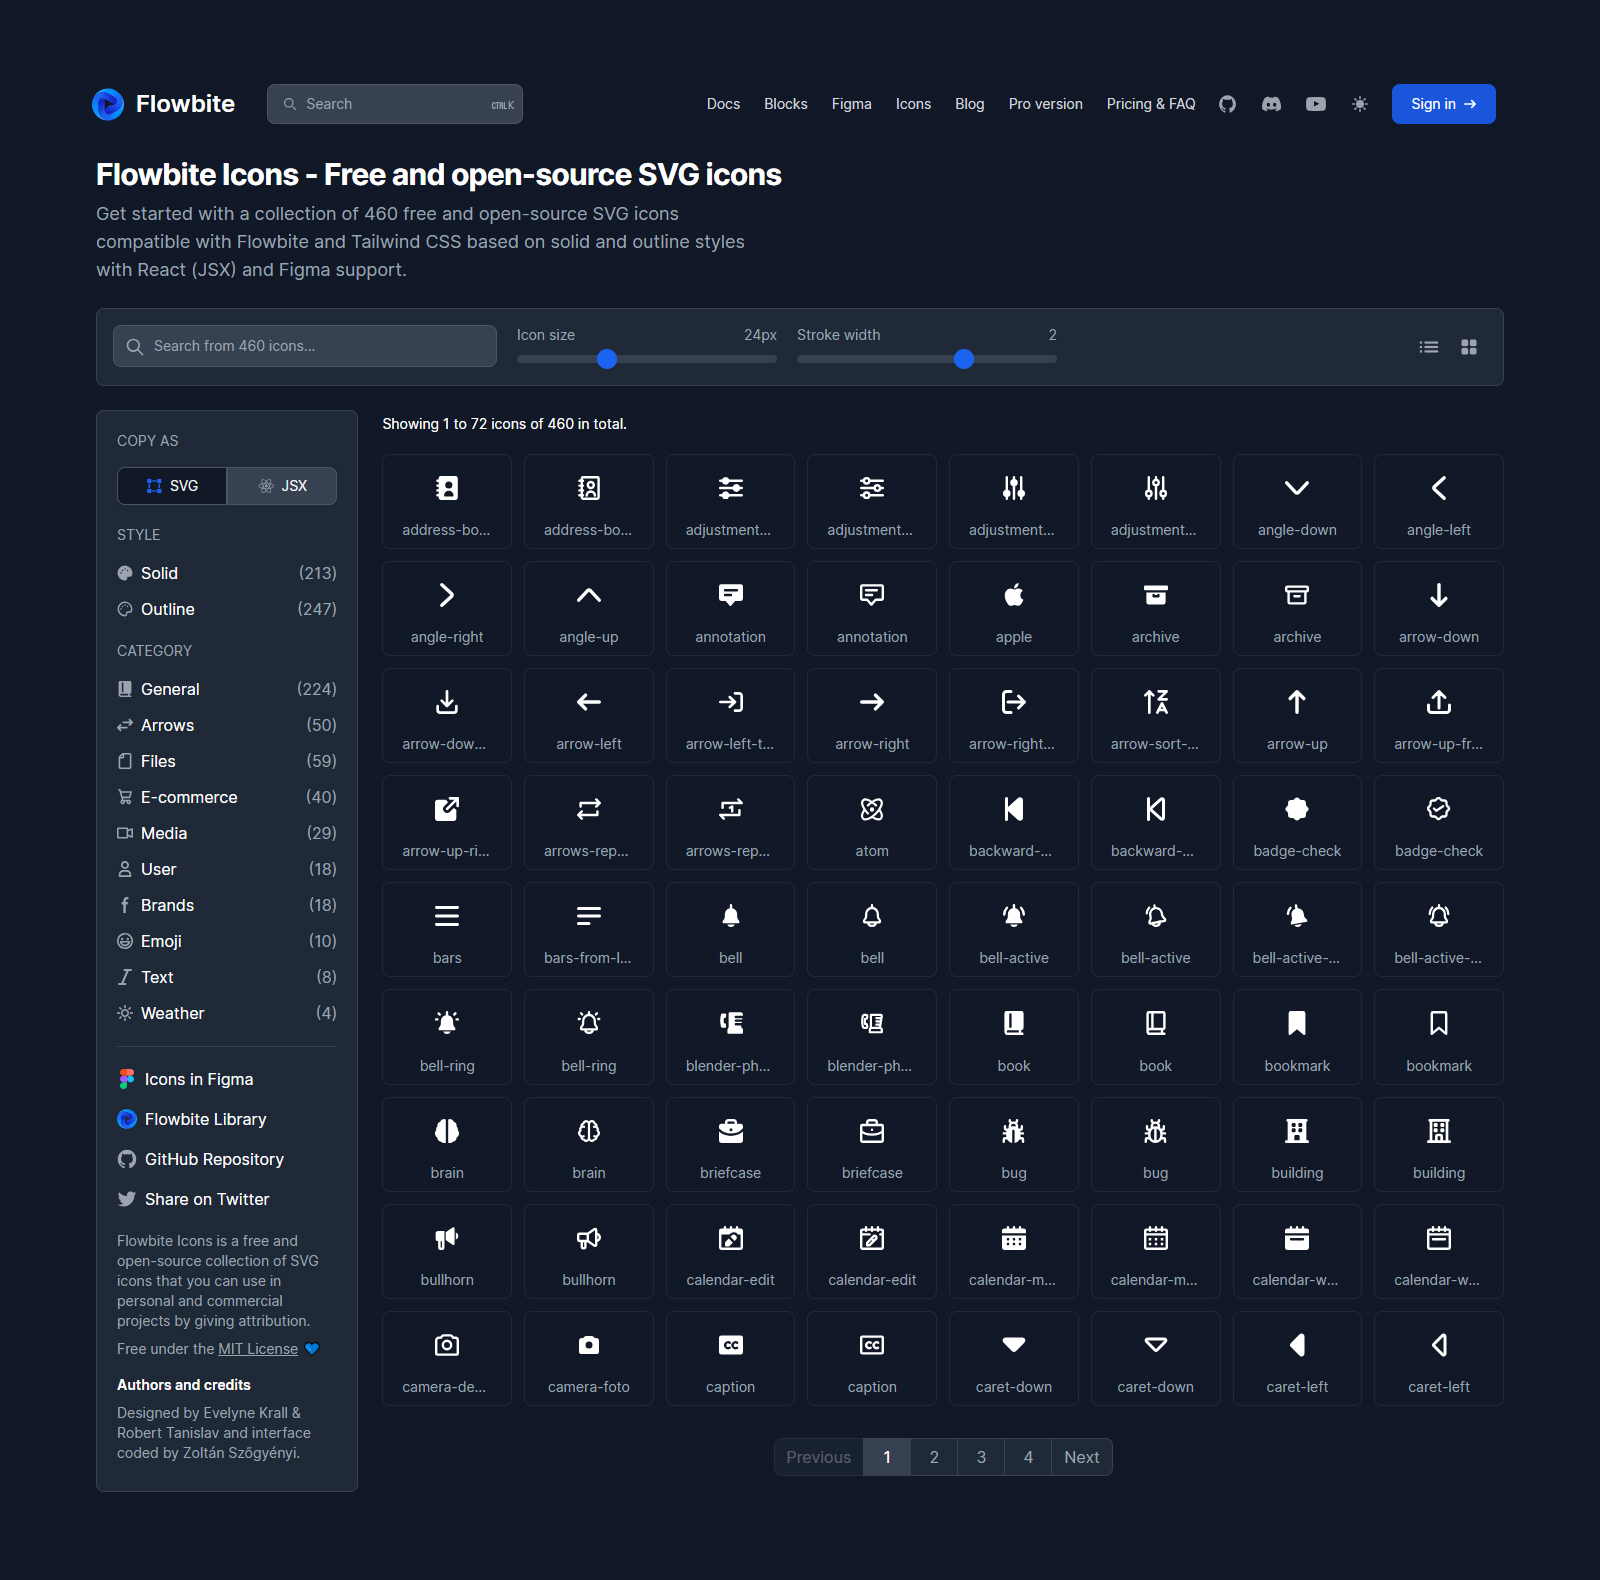 Flowbite
Search
CTRL K
Docs
Blocks
Figma
Icons
Blog
Pro version
Pricing & FAQ
Sign in
Flowbite Icons - Free and open-source SVG icons
Get started with a collection of 460 free and open-source SVG icons
compatible with Flowbite and Tailwind CSS based on solid and outline styles
with React (JSX) and Figma support.
Search from 460 icons...
Icon size 24px
Stroke width 2
COPY AS
SVG
JSX
STYLE
Solid (213)
Outline (247)
CATEGORY
General (224)
Arrows (50)
Files (59)
E-commerce (40)
Media (29)
User (18)
Brands (18)
Emoji (10)
Text (8)
Weather (4)
Icons in Figma
Flowbite Library
GitHub Repository
Share on Twitter
Flowbite Icons is a free and
open-source collection of SVG
icons that you can use in
personal and commercial
projects by giving attribution.
Free under the MIT License 💙
Authors and credits
Designed by Evelyne Krall &
Robert Tanislav and interface
coded by Zoltán Szőgyényi.
Showing 1 to 72 icons of 460 in total.
address-bo... address-bo... adjustment... adjustment... adjustment... adjustment... angle-down angle-left
angle-right angle-up annotation annotation apple archive archive arrow-down
arrow-dow... arrow-left arrow-left-t... arrow-right arrow-right... arrow-sort-... arrow-up arrow-up-fr...
arrow-up-ri... arrows-rep... arrows-rep... atom backward-... backward-... badge-check badge-check
bars bars-from-l... bell bell bell-active bell-active bell-active-... bell-active-...
bell-ring bell-ring blender-ph... blender-ph... book book bookmark bookmark
brain brain briefcase briefcase bug bug building building
bullhorn bullhorn calendar-edit calendar-edit calendar-m... calendar-m... calendar-w... calendar-w...
camera-de... camera-foto caption caption caret-down caret-down caret-left caret-left
Previous 1 2 3 4 Next